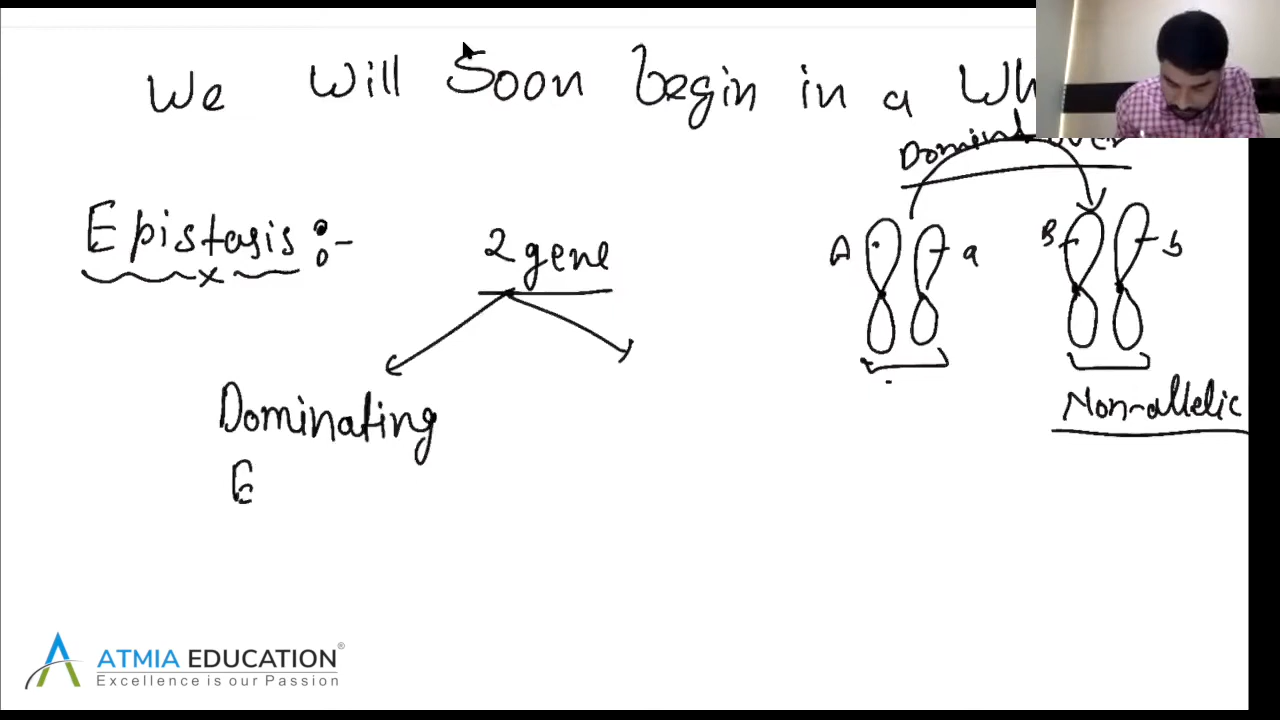 We Will Soon begin in a Wh
Epistasis :-
2 gene
A a B b
Non-allelic
Dominating
E
ATMIA EDUCATION®
Excellence is our Passion